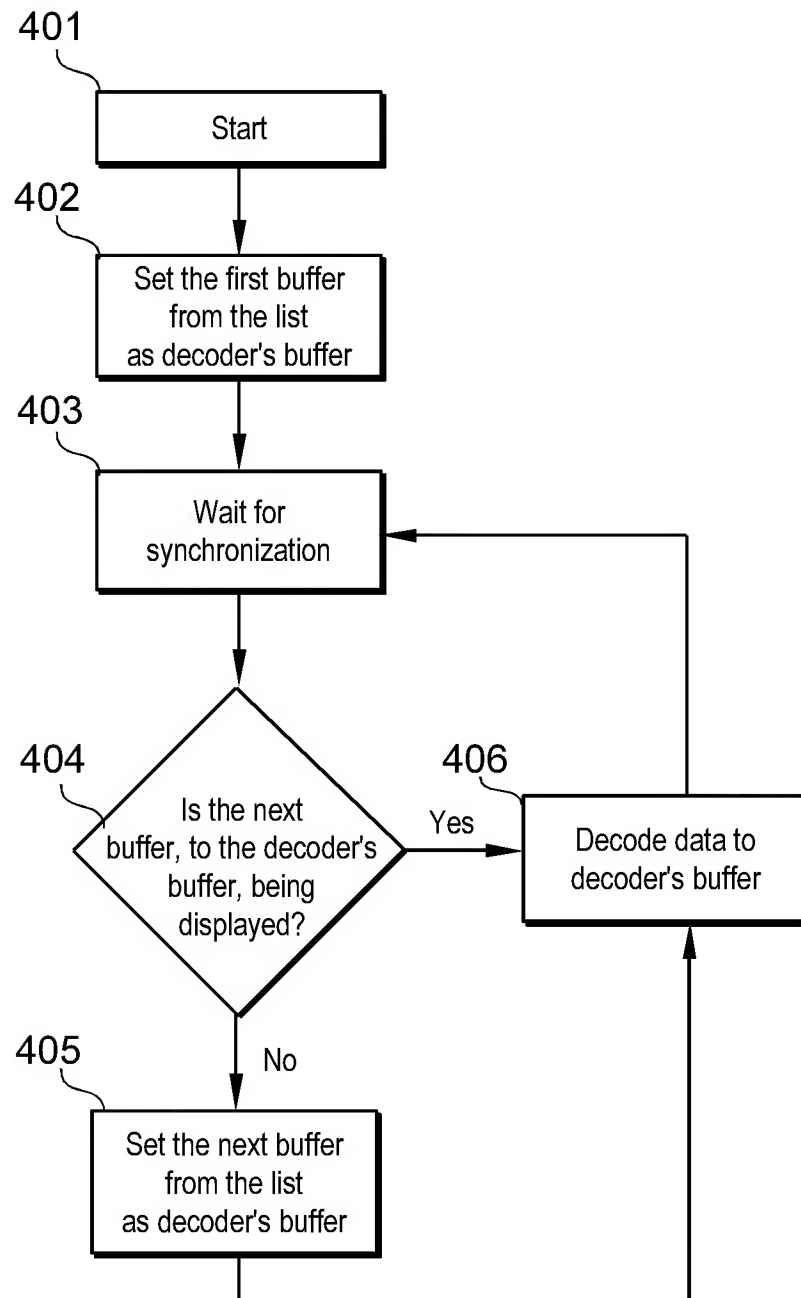 401
Start
402
Set the first buffer
from the list
as decoder's buffer
403
Wait for
synchronization
404
Is the next
buffer, to the decoder's
buffer, being
displayed?
Yes
406
Decode data to
decoder's buffer
No
405
Set the next buffer
from the list
as decoder's buffer